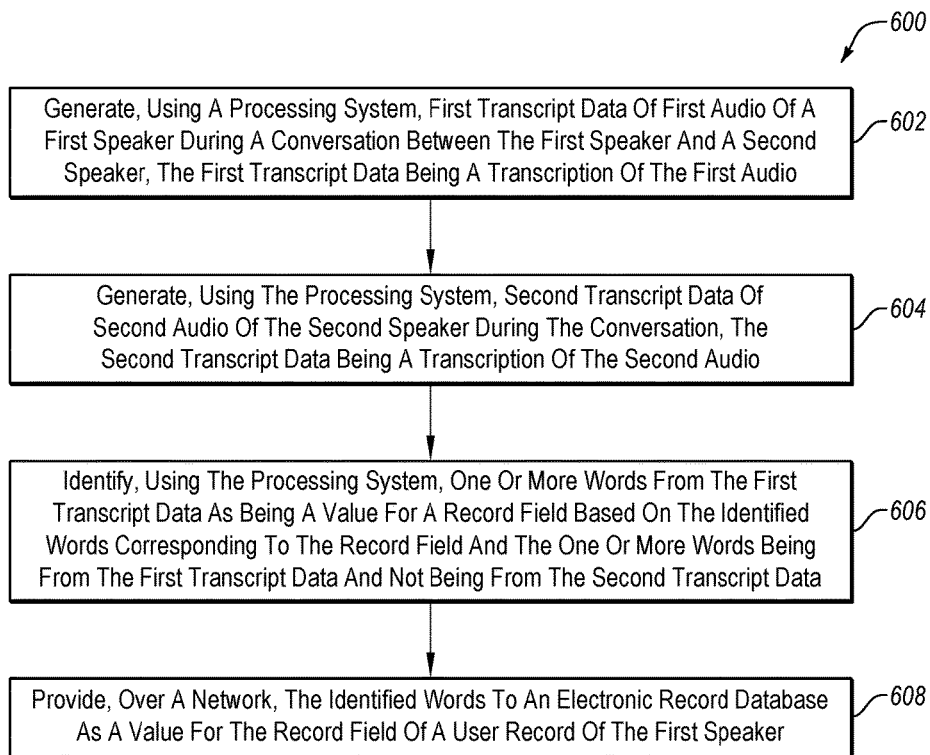 600
Generate, Using A Processing System, First Transcript Data Of First Audio Of A
First Speaker During A Conversation Between The First Speaker And A Second
Speaker, The First Transcript Data Being A Transcription Of The First Audio
602
Generate, Using The Processing System, Second Transcript Data Of
Second Audio Of The Second Speaker During The Conversation, The
Second Transcript Data Being A Transcription Of The Second Audio
604
Identify, Using The Processing System, One Or More Words From The First
Transcript Data As Being A Value For A Record Field Based On The Identified
Words Corresponding To The Record Field And The One Or More Words Being
From The First Transcript Data And Not Being From The Second Transcript Data
606
Provide, Over A Network, The Identified Words To An Electronic Record Database
As A Value For The Record Field Of A User Record Of The First Speaker
608